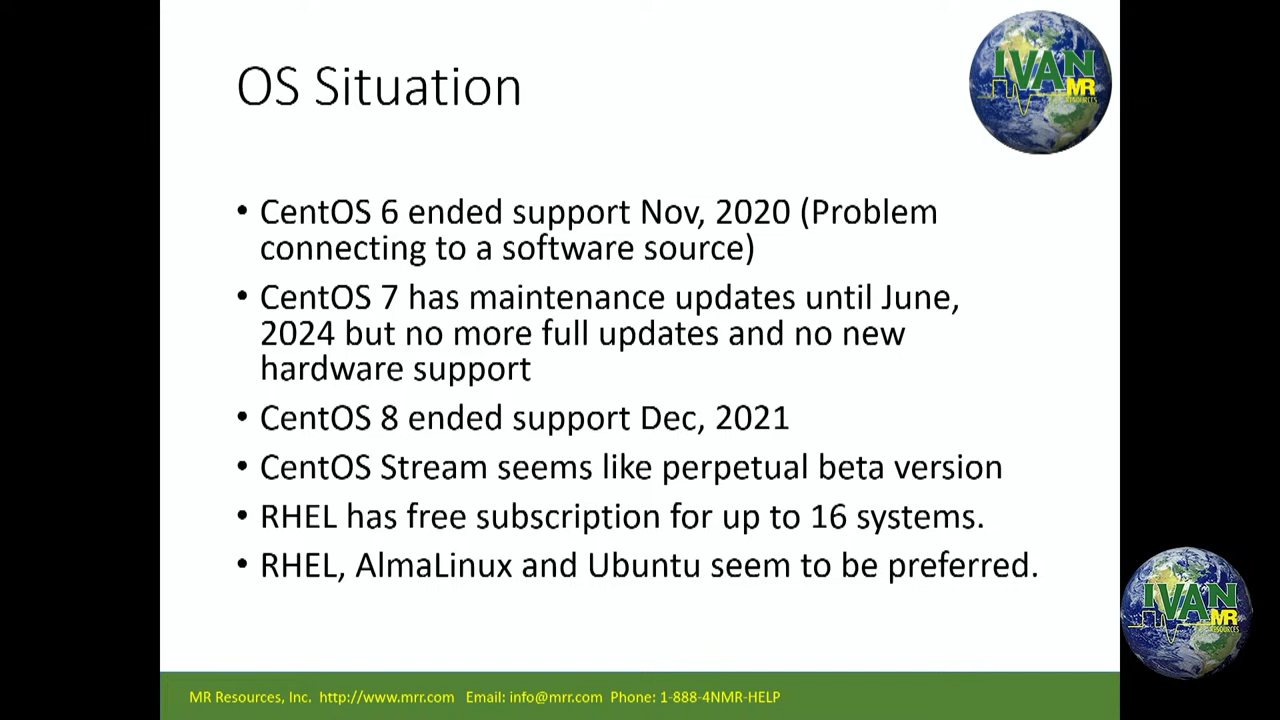 OS Situation
IVAN
MR
RESOURCES
• CentOS 6 ended support Nov, 2020 (Problem
connecting to a software source)
• CentOS 7 has maintenance updates until June,
2024 but no more full updates and no new
hardware support
• CentOS 8 ended support Dec, 2021
• CentOS Stream seems like perpetual beta version
• RHEL has free subscription for up to 16 systems.
• RHEL, AlmaLinux and Ubuntu seem to be preferred.
IVAN
MR
RESOURCES
MR Resources, Inc. http://www.mrr.com Email: info@mrr.com Phone: 1-888-4NMR-HELP